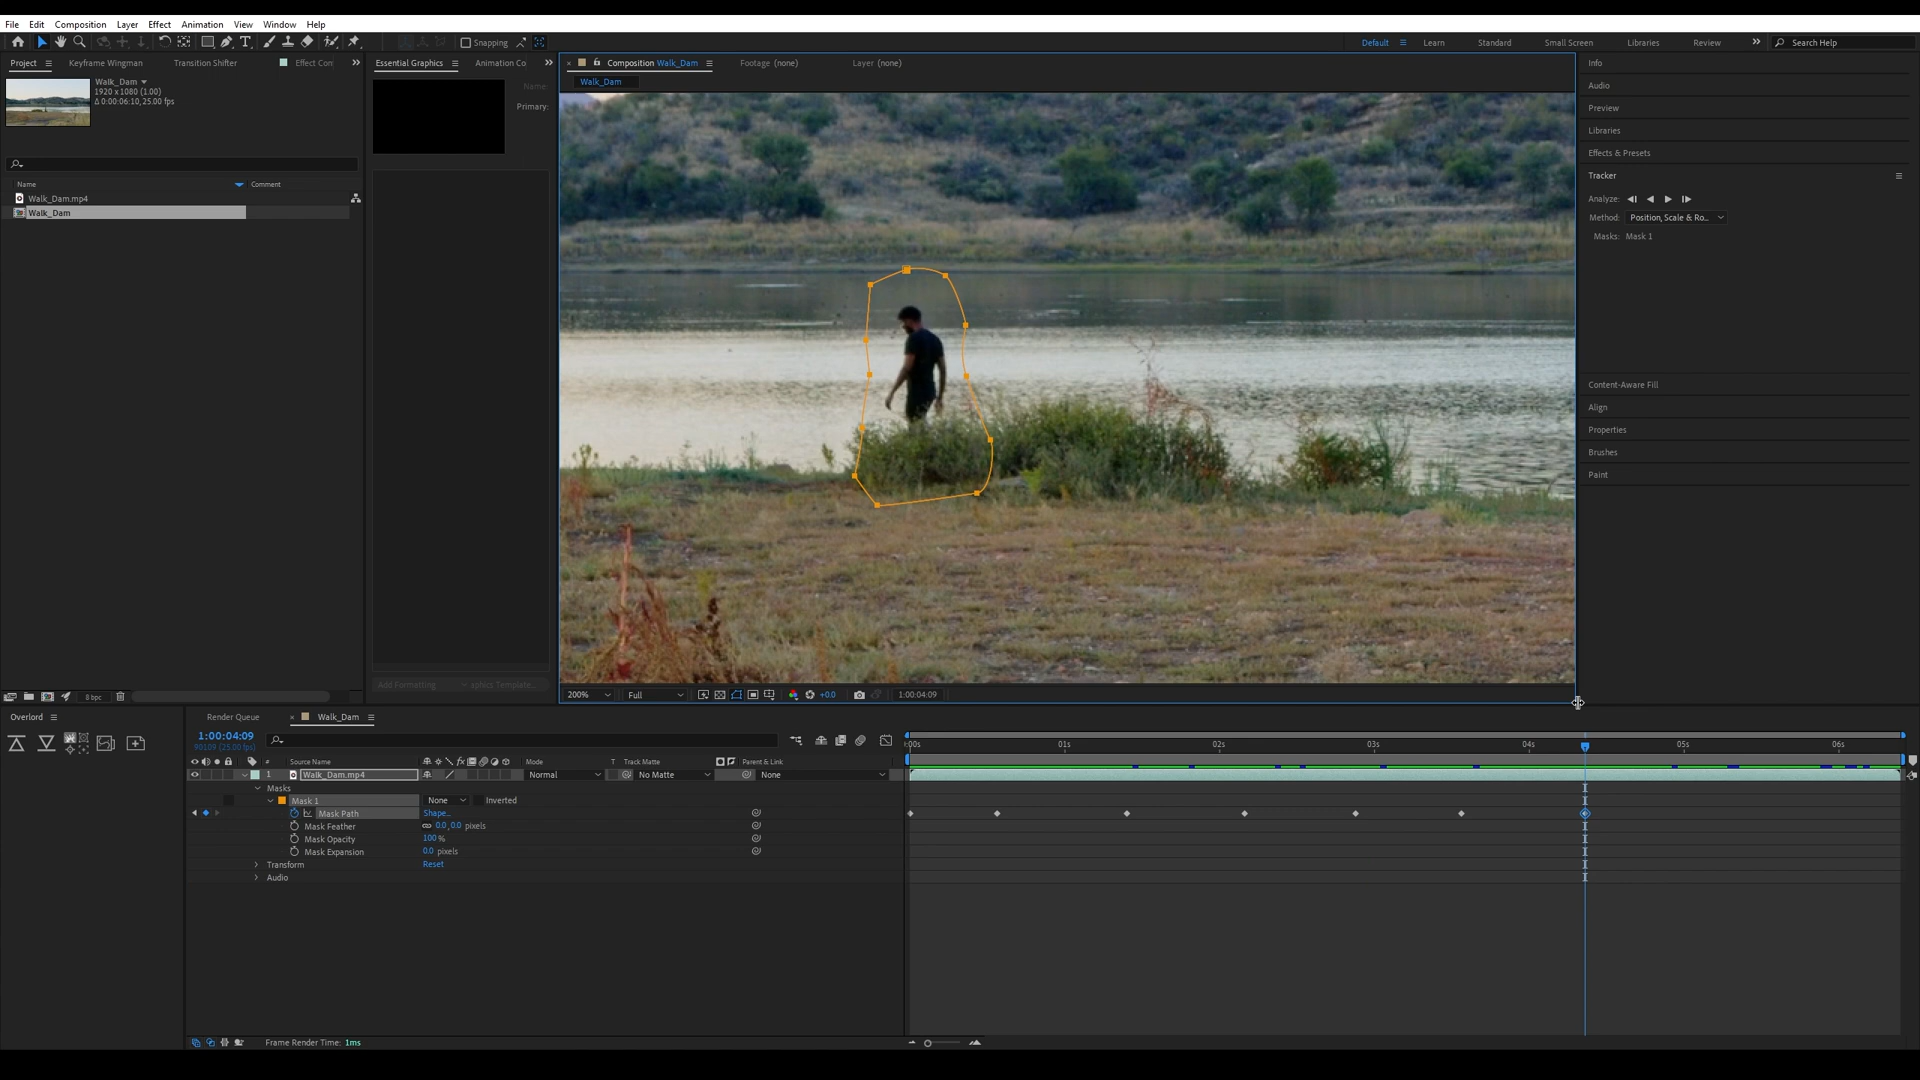 File Edit Composition Layer Effect Animation View Window Help
Snapping
Default Learn Standard Small Screen Libraries Review Search Help
Project Keyframe Wingman Transition Shifter Effect Con
Essential Graphics Animation Co
Composition Walk_Dam Footage (none) Layer (none)
Walk_Dam
Walk_Dam
1920 x 1080 (1.00)
Δ 0:00:06:10, 25.00 fps
Name:
Primary:
Name Comment
Walk_Dam.mp4
Walk_Dam
8 bpc
Add Formatting aphics Template...
200% Full +0.0 1:00:04:09
Info
Audio
Preview
Libraries
Effects & Presets
Tracker
Analyze:
Method: Position, Scale & Ro...
Masks: Mask 1
Content-Aware Fill
Align
Properties
Brushes
Paint
Overlord
Render Queue Walk_Dam
1:00:04:09
90109 (25.00 fps)
:00s 01s 02s 03s 04s 05s 06s
# Source Name fx Mode T Track Matte Parent & Link
1 Walk_Dam.mp4 Normal No Matte None
Masks
Mask 1 None Inverted
Mask Path Shape...
Mask Feather 0.0, 0.0 pixels
Mask Opacity 100 %
Mask Expansion 0.0 pixels
Transform Reset
Audio
Frame Render Time: 1ms